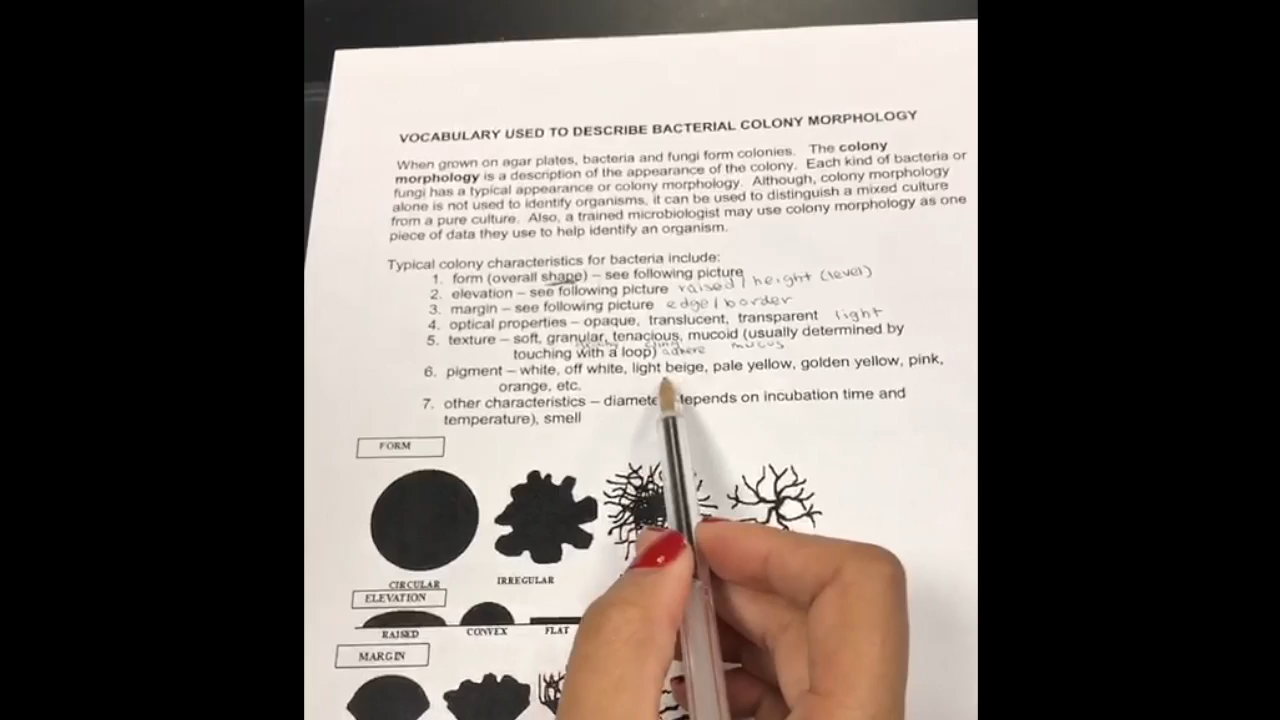 VOCABULARY USED TO DESCRIBE BACTERIAL COLONY MORPHOLOGY
When grown on agar plates, bacteria and fungi form colonies. The colony
morphology is a description of the appearance of the colony. Each kind of bacteria or
fungi has a typical appearance or colony morphology. Although, colony morphology
alone is not used to identify organisms, it can be used to distinguish a mixed culture
from a pure culture. Also, a trained microbiologist may use colony morphology as one
piece of data they use to help identify an organism.
Typical colony characteristics for bacteria include:
1. form (overall shape) – see following picture
2. elevation – see following picture raised / height (level)
3. margin – see following picture edge / border
4. optical properties – opaque, translucent, transparent light
5. texture – soft, granular, tenacious, mucoid (usually determined by
touching with a loop) adhere mucus
6. pigment – white, off white, light beige, pale yellow, golden yellow, pink,
orange, etc.
7. other characteristics – diamete depends on incubation time and
temperature), smell
FORM
CIRCULAR IRREGULAR
ELEVATION
RAISED CONVEX FLAT
MARGIN